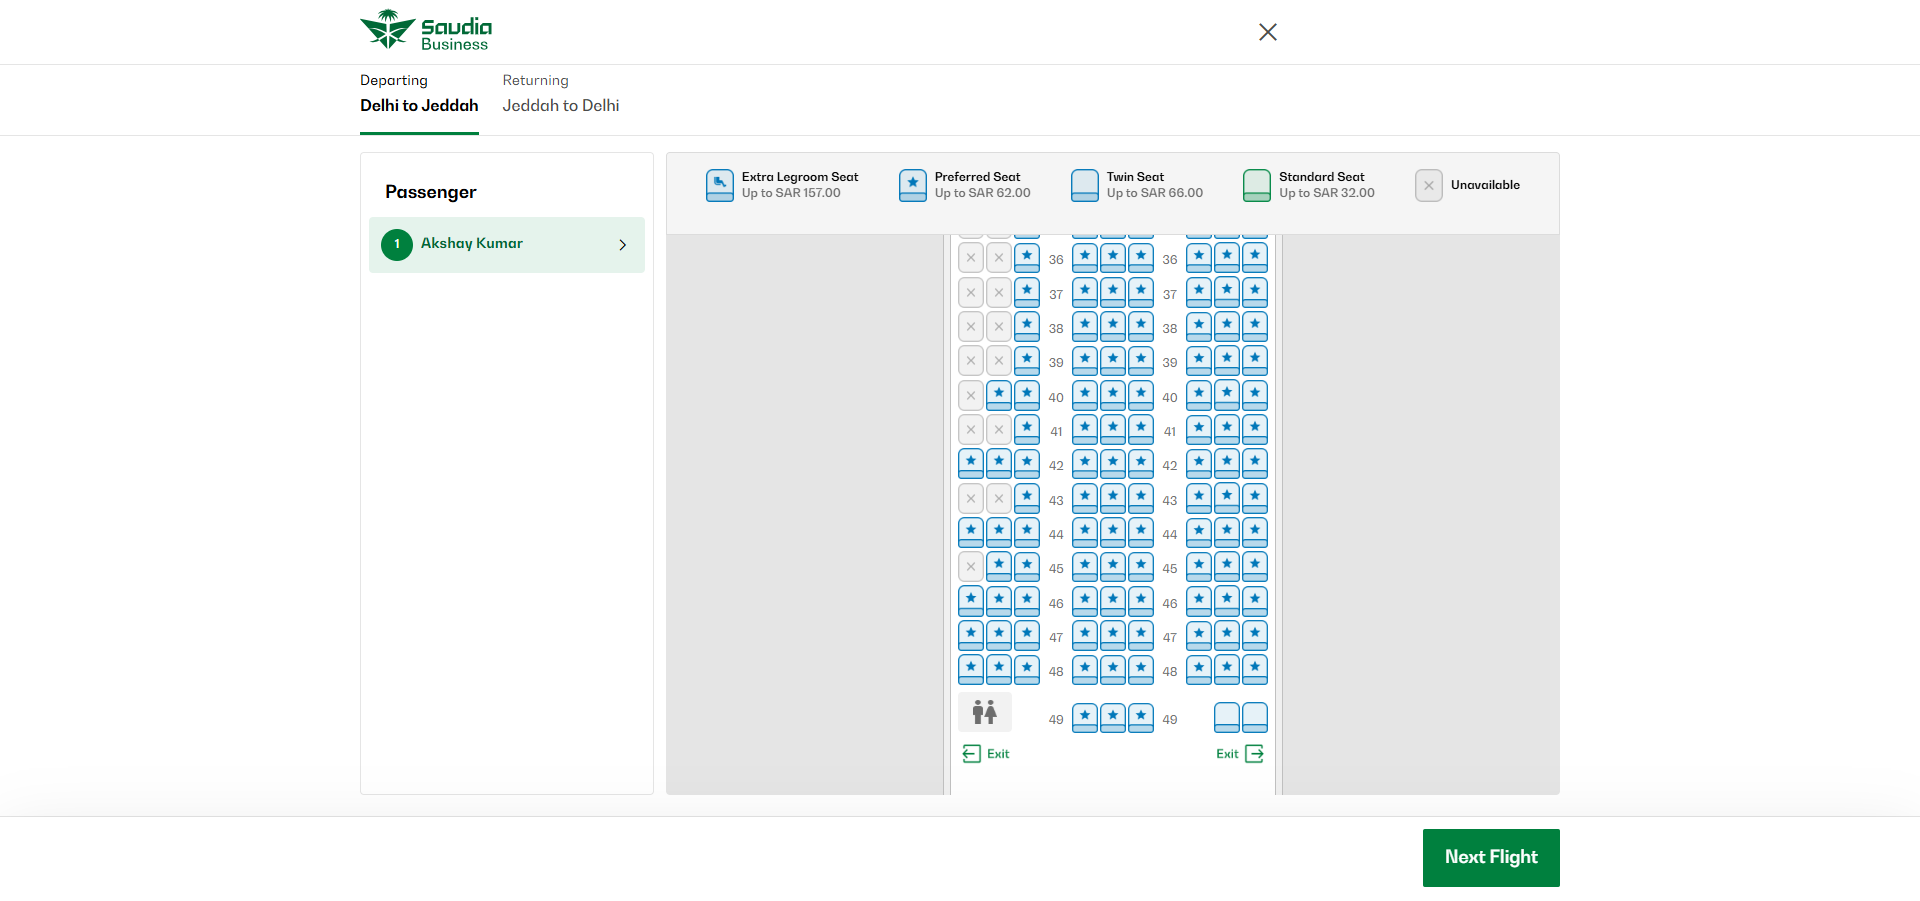 Saudia
Business
Departing
Delhi to Jeddah
Returning
Jeddah to Delhi
Passenger
1 Akshay Kumar
Extra Legroom Seat
Up to SAR 157.00
Preferred Seat
Up to SAR 62.00
Twin Seat
Up to SAR 66.00
Standard Seat
Up to SAR 32.00
Unavailable
36 36
37 37
38 38
39 39
40 40
41 41
42 42
43 43
44 44
45 45
46 46
47 47
48 48
49 49
Exit Exit
Next Flight